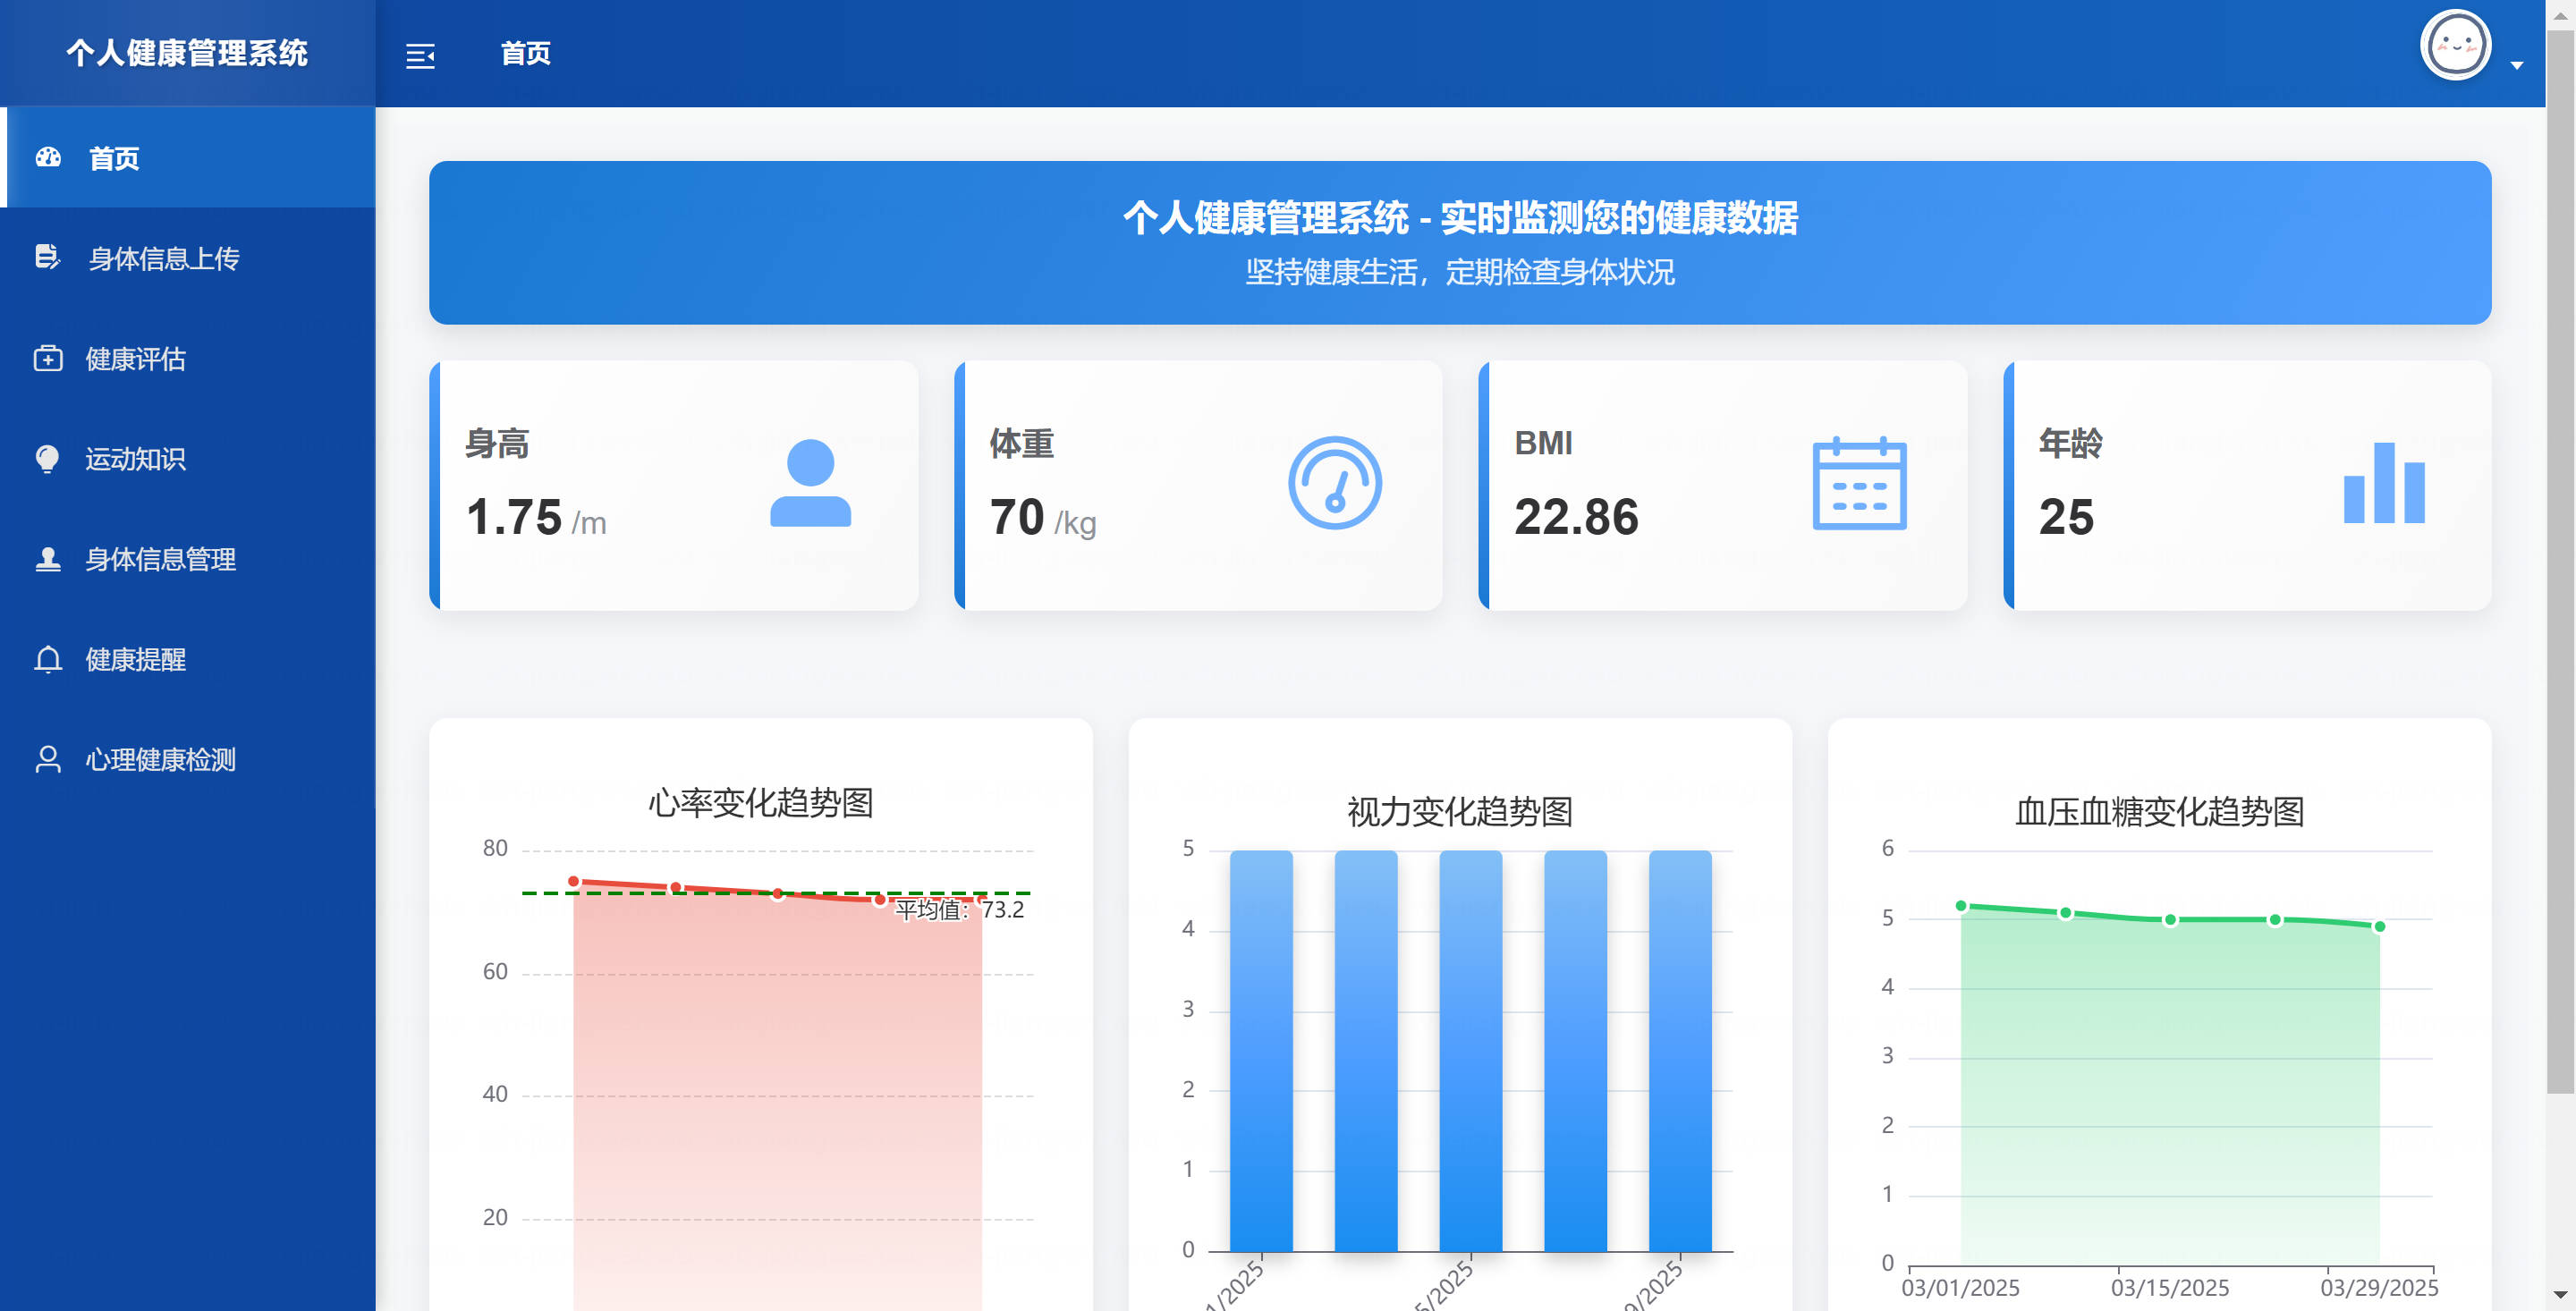 个人健康管理系统
首页
首页
身体信息上传
健康评估
运动知识
身体信息管理
健康提醒
心理健康检测
个人健康管理系统 - 实时监测您的健康数据
坚持健康生活，定期检查身体状况
身高
1.75 /m
体重
70 /kg
BMI
22.86
年龄
25
心率变化趋势图
80
60
40
20
平均值：73.2
视力变化趋势图
5
4
3
2
1
0
1/2025
5/2025
9/2025
血压血糖变化趋势图
6
5
4
3
2
1
0
03/01/2025
03/15/2025
03/29/2025